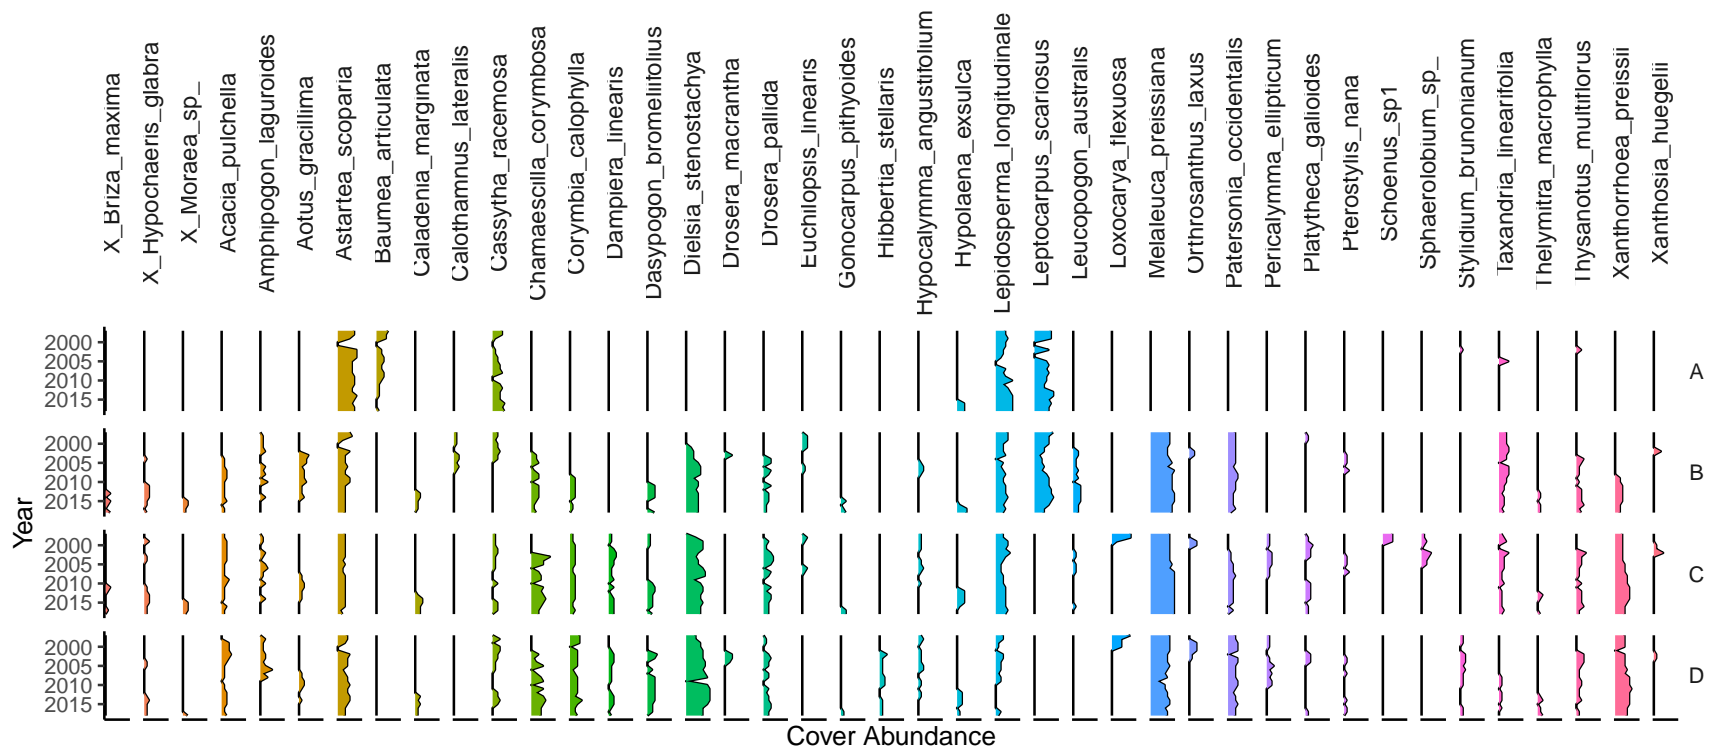 X_Briza_maxima
X_Hypochaeris_glabra
X_Moraea_sp_
Acacia_pulchella
Amphipogon_laguroides
Aotus_gracillima
Astartea_scoparia
Baumea_articulata
Caladenia_marginata
Calothamnus_lateralis
Cassytha_racemosa
Chamaescilla_corymbosa
Corymbia_calophylla
Dampiera_linearis
Dasypogon_bromeliifolius
Dielsia_stenostachya
Drosera_macrantha
Drosera_pallida
Euchilopsis_linearis
Gonocarpus_pithyoides
Hibbertia_stellaris
Hypocalymma_angustifolium
Hypolaena_exsulca
Lepidosperma_longitudinale
Leptocarpus_scariosus
Leucopogon_australis
Loxocarya_flexuosa
Melaleuca_preissiana
Orthrosanthus_laxus
Patersonia_occidentalis
Pericalymma_ellipticum
Platytheca_galioides
Pterostylis_nana
Schoenus_sp1
Sphaerolobium_sp_
Stylidium_brunonianum
Taxandria_linearifolia
Thelymitra_macrophylla
Thysanotus_multiflorus
Xanthorrhoea_preissii
Xanthosia_huegelii
2000
2005
2010
2015
A
2000
2005
2010
2015
B
Year
2000
2005
2010
2015
C
2000
2005
2010
2015
D
Cover Abundance